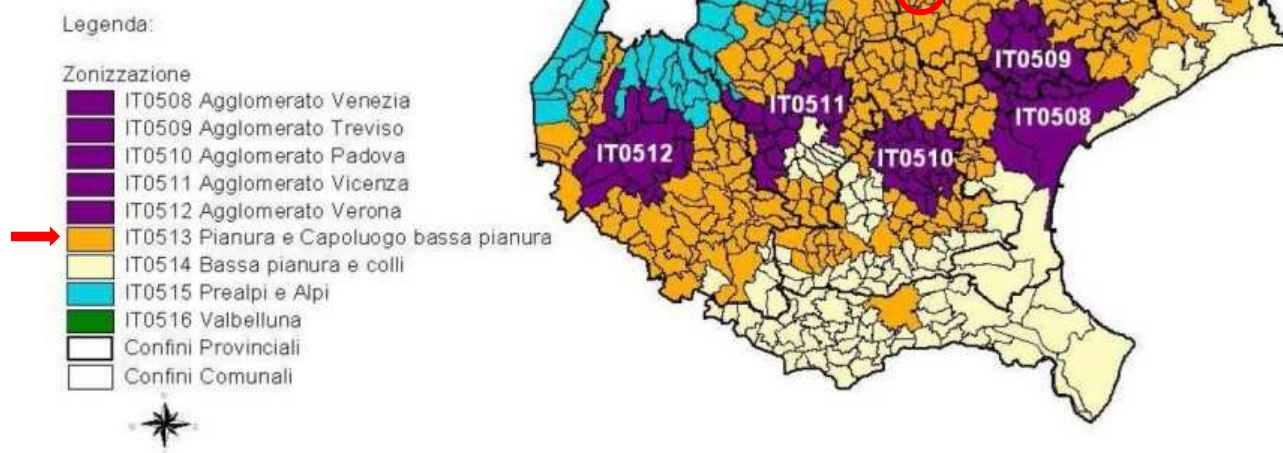 Legenda:
Zonizzazione
IT0508 Agglomerato Venezia
IT0509 Agglomerato Treviso
IT0510 Agglomerato Padova
IT0511 Agglomerato Vicenza
IT0512 Agglomerato Verona
IT0513 Pianura e Capoluogo bassa pianura
IT0514 Bassa pianura e colli
IT0515 Prealpi e Alpi
IT0516 Valbelluna
Confini Provinciali
Confini Comunali
IT0509
IT0511
IT0508
IT0512
IT0510